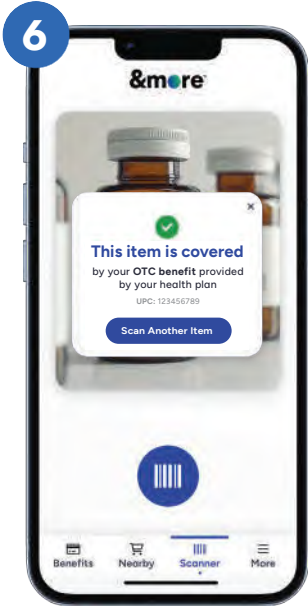 6
&more
×
This item is covered
by your OTC benefit provided
by your health plan
UPC: 123456789
Scan Another Item
Benefits
Nearby
Scanner
More